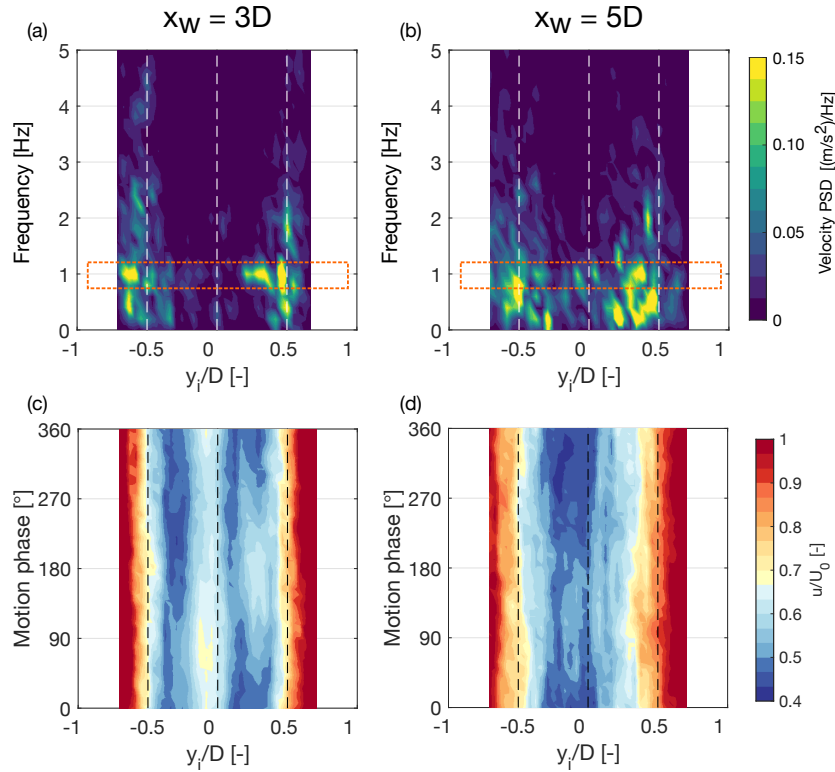 x_W = 3D
x_W = 5D
(a)
(b)
5
4
3
2
1
0
Frequency [Hz]
-1 -0.5 0 0.5 1
y_i/D [-]
5
4
3
2
1
0
Frequency [Hz]
-1 -0.5 0 0.5 1
y_i/D [-]
0.15
0.10
0.05
0
Velocity PSD [(m/s²)/Hz]
(c)
(d)
360
270
180
90
0
Motion phase [°]
-1 -0.5 0 0.5 1
y_i/D [-]
360
270
180
90
0
Motion phase [°]
-1 -0.5 0 0.5 1
y_i/D [-]
1
0.9
0.8
0.7
0.6
0.5
0.4
u/U_0 [-]